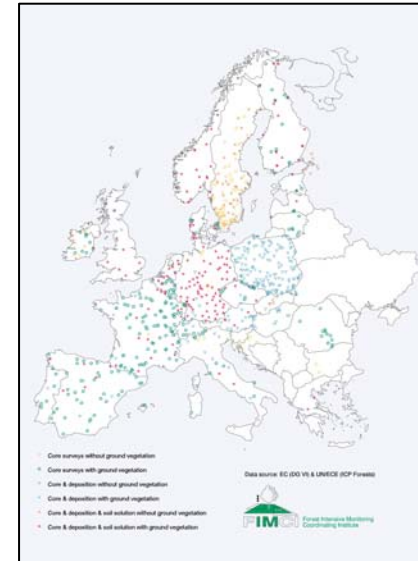 Core surveys without ground vegetation
Core surveys with ground vegetation
Core & deposition without ground vegetation
Core & deposition with ground vegetation
Core & deposition & soil solution without ground vegetation
Core & deposition & soil solution with ground vegetation
Data source: EC (DG VI) & UN/ECE (ICP Forests)
FIMCI
Forest Intensive Monitoring
Coordinating Institute